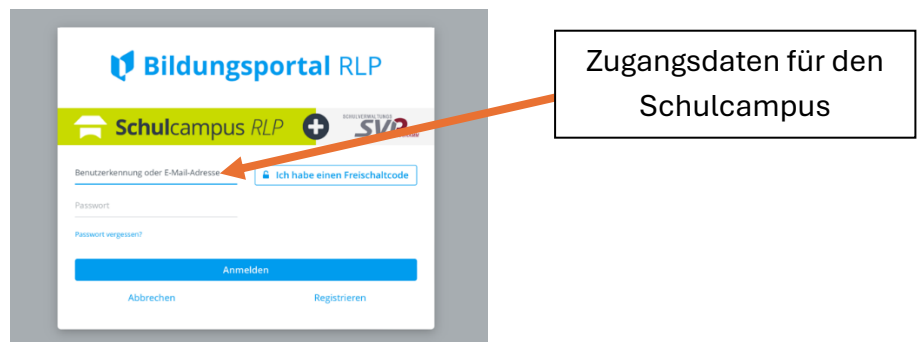 Bildungsportal RLP
Zugangsdaten für den
Schulcampus
Schulcampus RLP
Benutzerkennung oder E-Mail-Adresse
Ich habe einen Freischaltcode
Passwort
Passwort vergessen?
Anmelden
Abbrechen
Registrieren